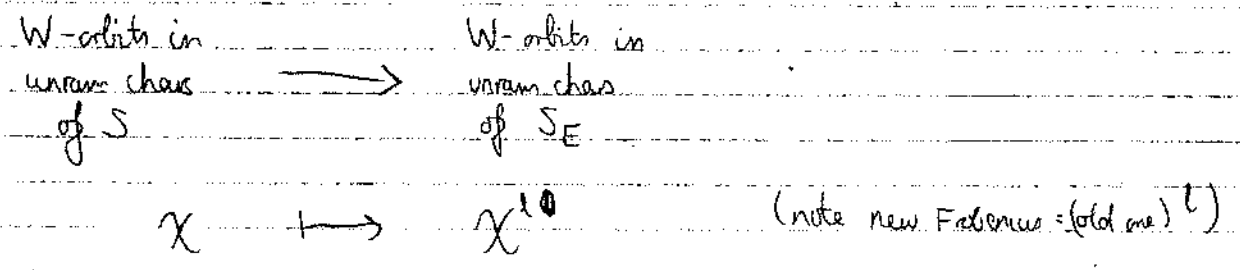 W-orbits in W-orbits in
unram chars ⟶ unram chars
of S of S_E
χ ⟼ χ^l (note new Frobenius = (old one)^l)